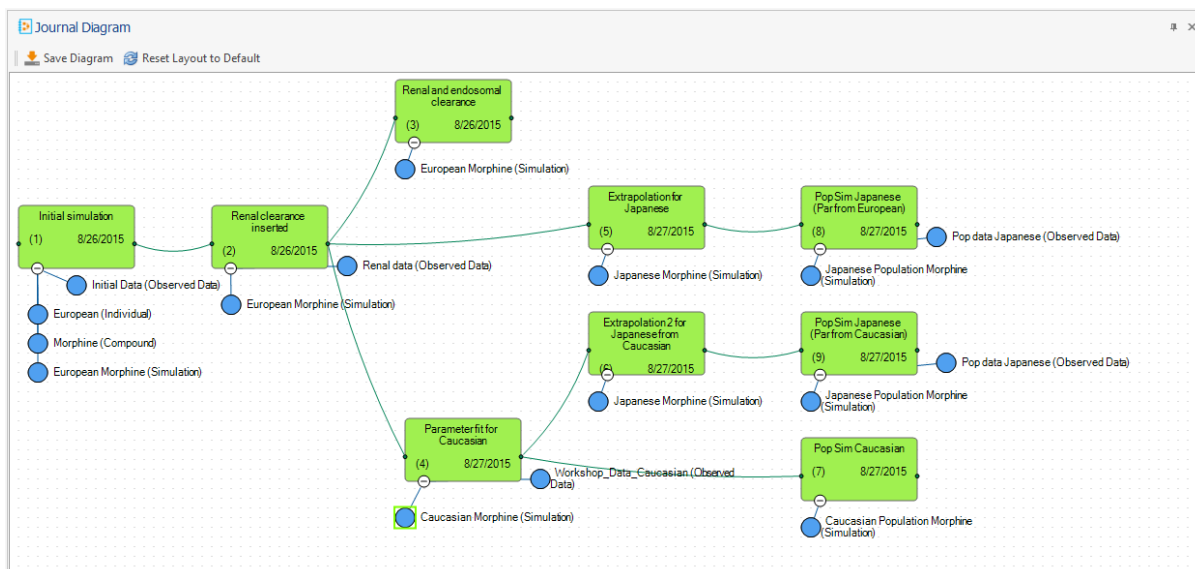 Journal Diagram
Save Diagram Reset Layout to Default
Renal and endosomal
clearance
(3) 8/26/2015
European Morphine (Simulation)
Initial simulation
(1) 8/26/2015
Initial Data (Observed Data)
European (Individual)
Morphine (Compound)
European Morphine (Simulation)
Renal clearance
inserted
(2) 8/26/2015
Renal data (Observed Data)
European Morphine (Simulation)
Extrapolation for
Japanese
(5) 8/27/2015
Japanese Morphine (Simulation)
Pop Sim Japanese
(Par from European)
(8) 8/27/2015
Pop data Japanese (Observed Data)
Japanese Population Morphine
(Simulation)
Extrapolation 2 for
Japanese from
Caucasian
(6) 8/27/2015
Japanese Morphine (Simulation)
Pop Sim Japanese
(Par from Caucasian)
(9) 8/27/2015
Pop data Japanese (Observed Data)
Japanese Population Morphine
(Simulation)
Parameter fit for
Caucasian
(4) 8/27/2015
Workshop_Data_Caucasian (Observed
Data)
Caucasian Morphine (Simulation)
Pop Sim Caucasian
(7) 8/27/2015
Caucasian Population Morphine
(Simulation)